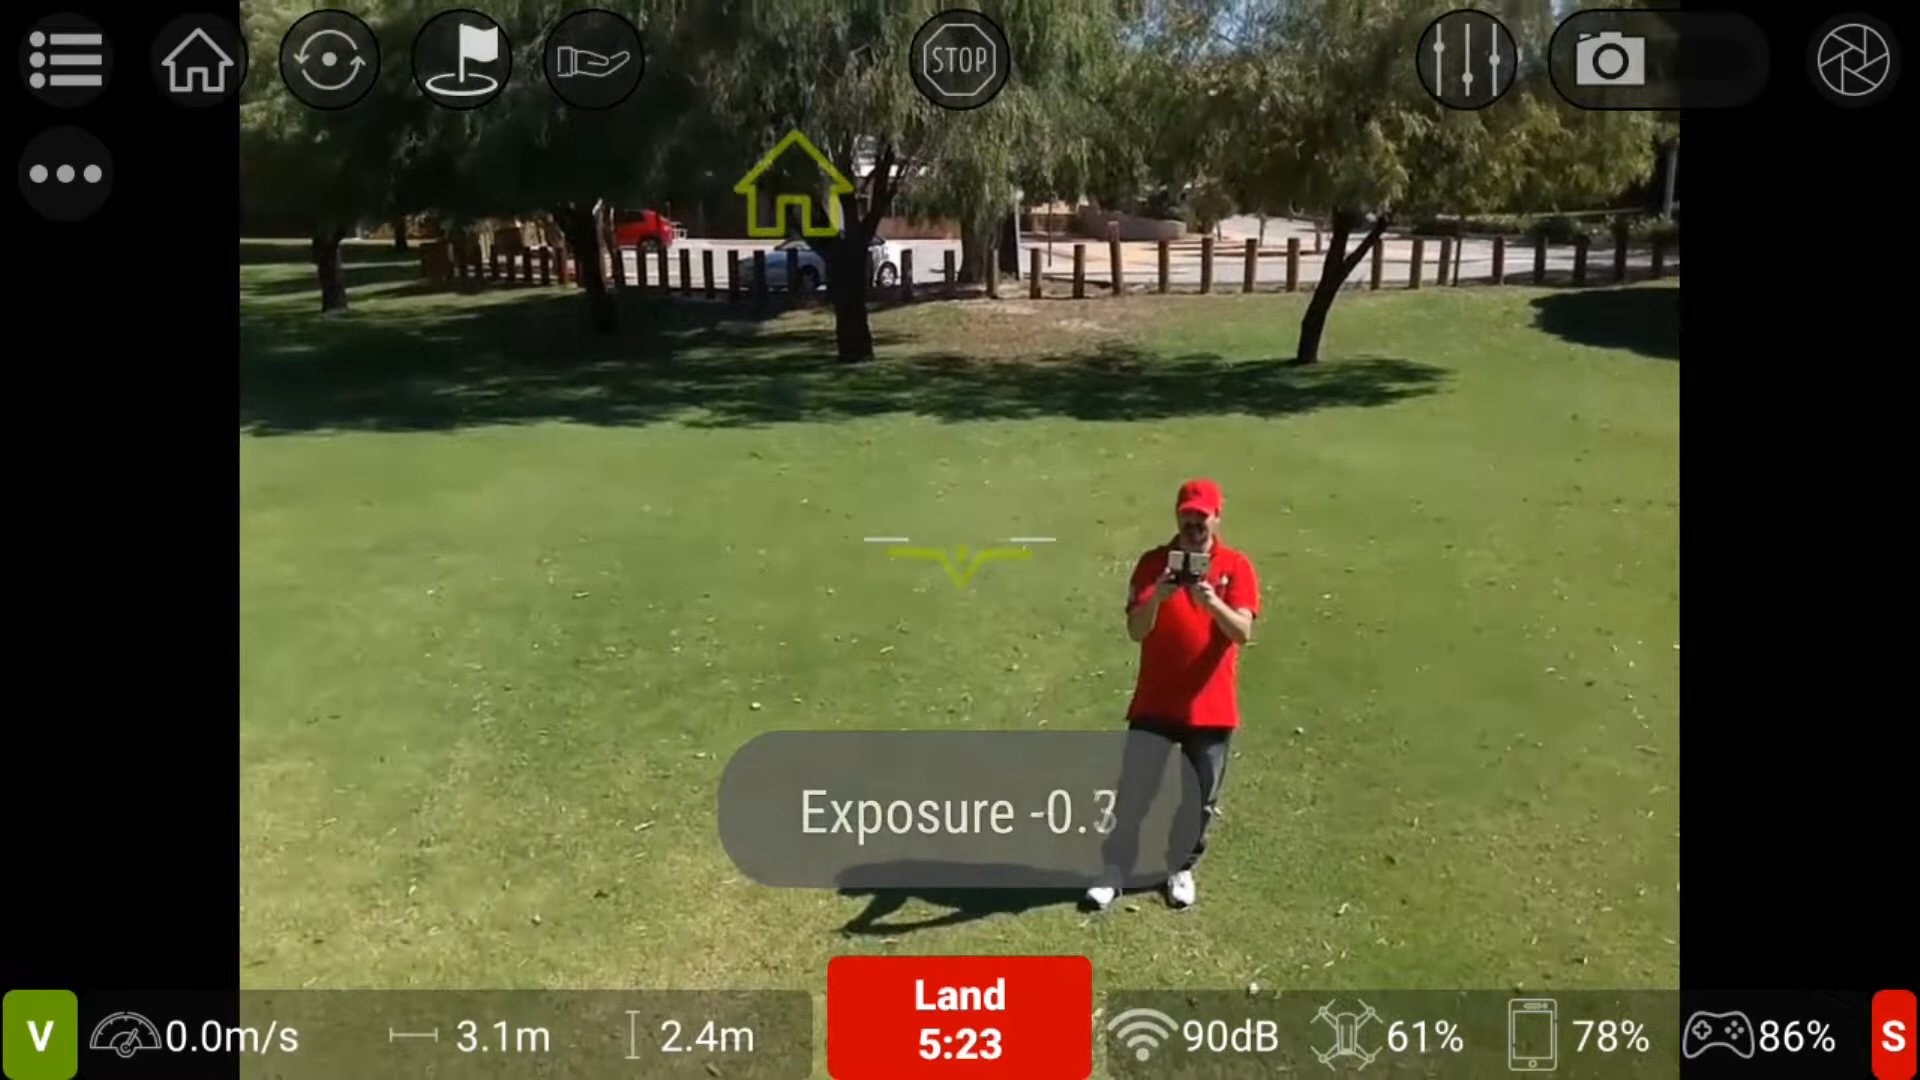 STOP
Exposure -0.3
Land
5:23
V
0.0m/s
3.1m
2.4m
90dB
61%
78%
86%
S